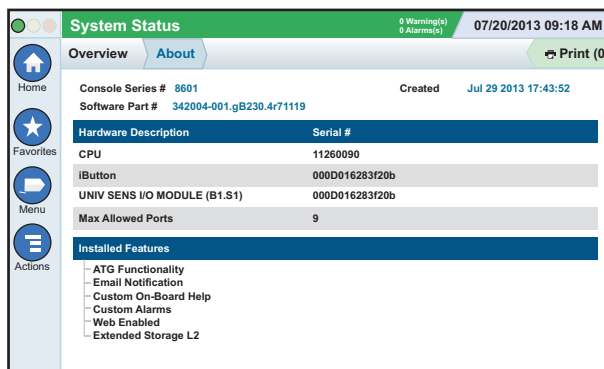 System Status
0 Warning(s)
0 Alarms(s)
07/20/2013 09:18 AM
Overview
About
Print (0
Home
Favorites
Menu
Actions
Console Series # 8601
Created Jul 29 2013 17:43:52
Software Part # 342004-001.gB230.4r71119
Hardware Description Serial #
CPU 11260090
iButton 000D016283f20b
UNIV SENS I/O MODULE (B1.S1) 000D016283f20b
Max Allowed Ports 9
Installed Features
ATG Functionality
Email Notification
Custom On-Board Help
Custom Alarms
Web Enabled
Extended Storage L2